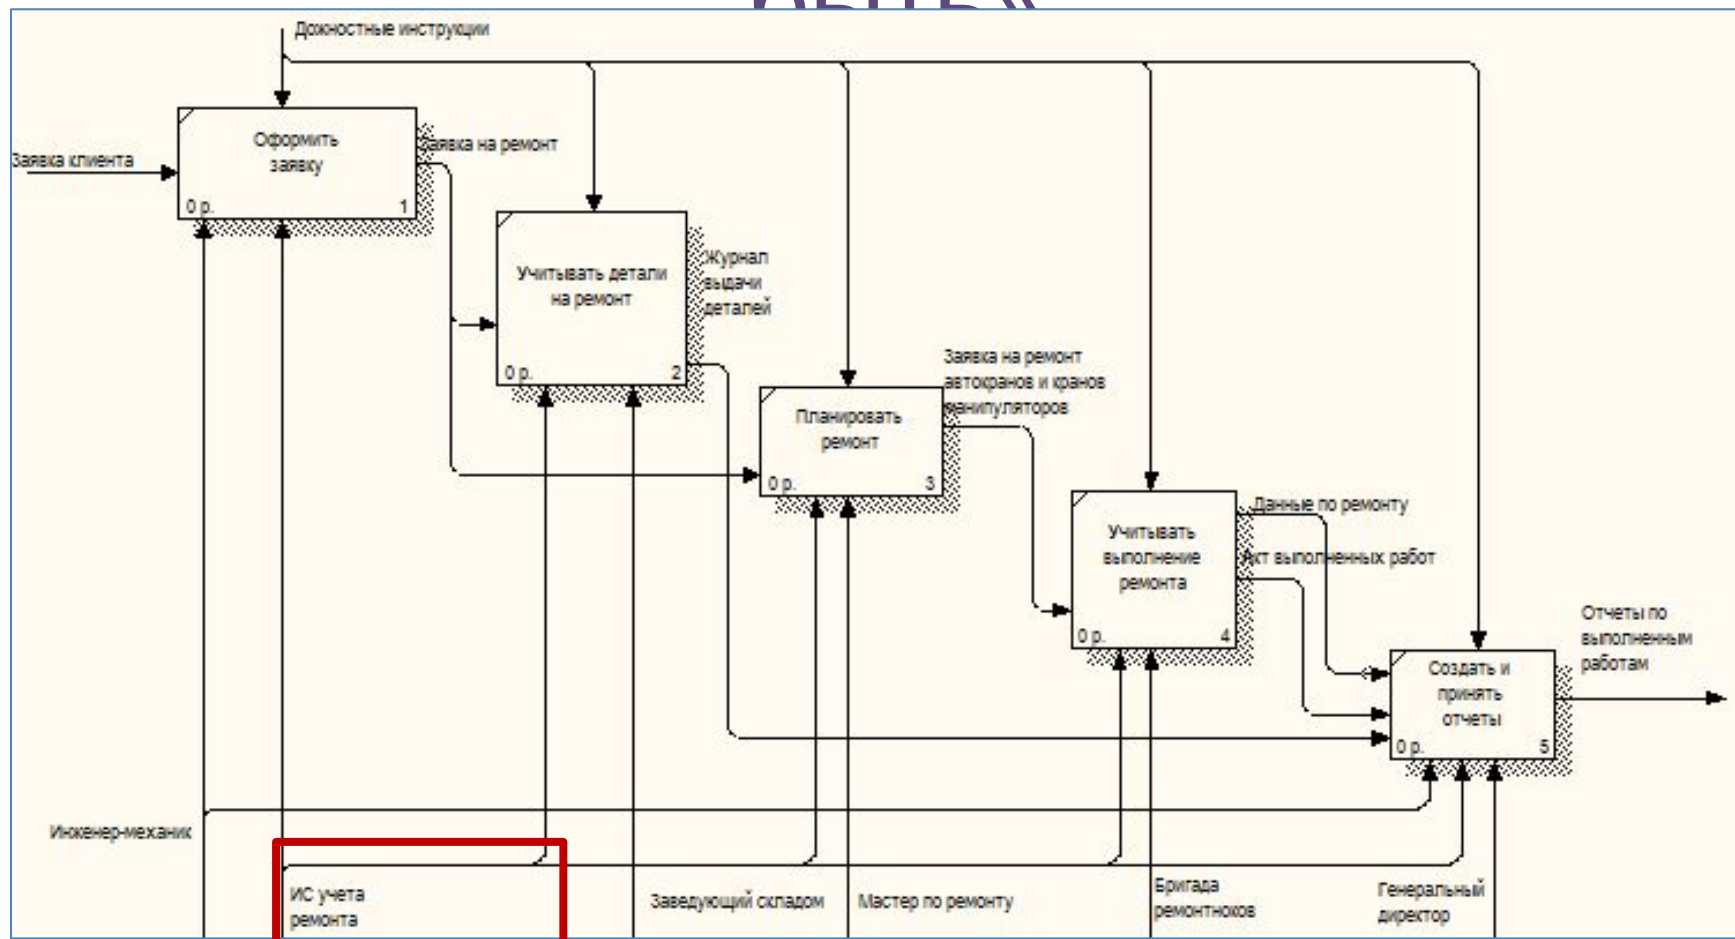 Дожностные инструкции
Заявка клиента
Оформить
заявку
0 р.
1
Заявка на ремонт
Учитывать детали
на ремонт
0 р.
2
Журнал
выдачи
деталей
Планировать
ремонт
0 р.
3
Заявка на ремонт
автокранов и кранов
манипуляторов
Учитывать
выполнение
ремонта
0 р.
4
Данные по ремонту
Акт выполненных работ
Создать и
принять
отчеты
0 р.
5
Отчеты по
выполненным
работам
Инженер-механик
ИС учета
ремонта
Заведующий складом
Мастер по ремонту
Бригада
ремонтноков
Генеральный
директор